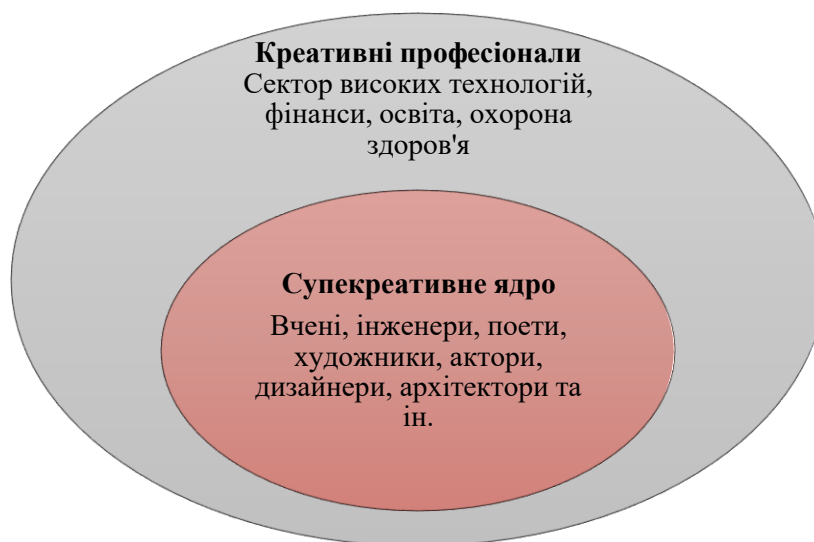 Креативні професіонали
Сектор високих технологій,
фінанси, освіта, охорона
здоров'я
Супекреативне ядро
Вчені, інженери, поети,
художники, актори,
дизайнери, архітектори та
ін.